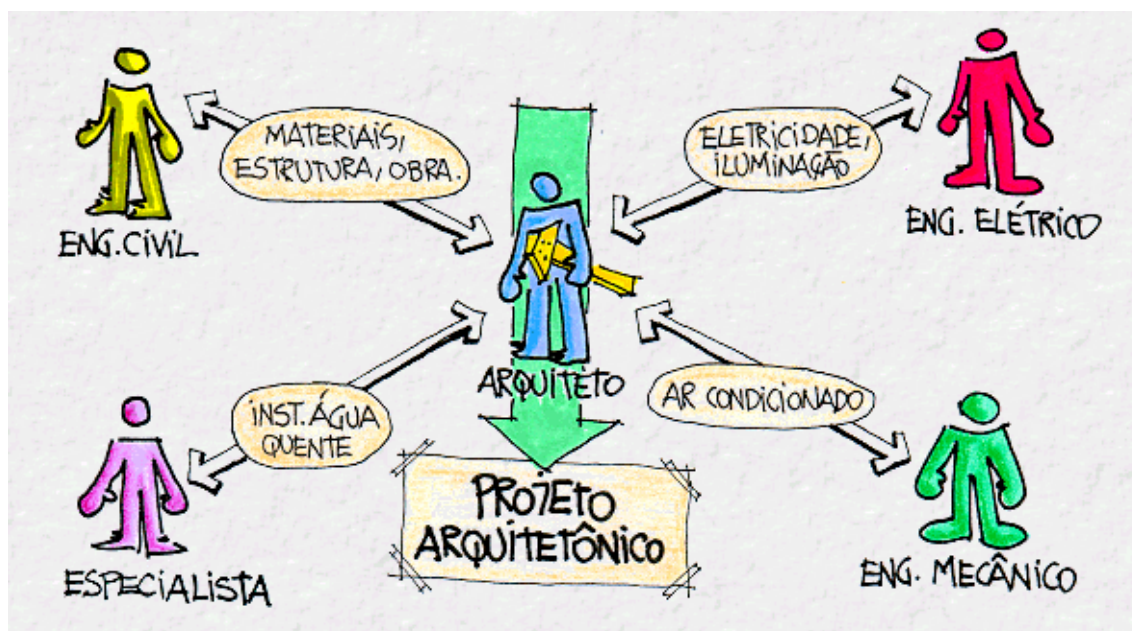 MATERIAIS,
ESTRUTURA, OBRA.
ENG. CIVIL
ELETRICIDADE,
ILUMINAÇÃO
ENG. ELÉTRICO
ARQUITETO
INST. ÁGUA
QUENTE
ESPECIALISTA
AR CONDICIONADO
ENG. MECÂNICO
PROJETO
ARQUITETÔNICO